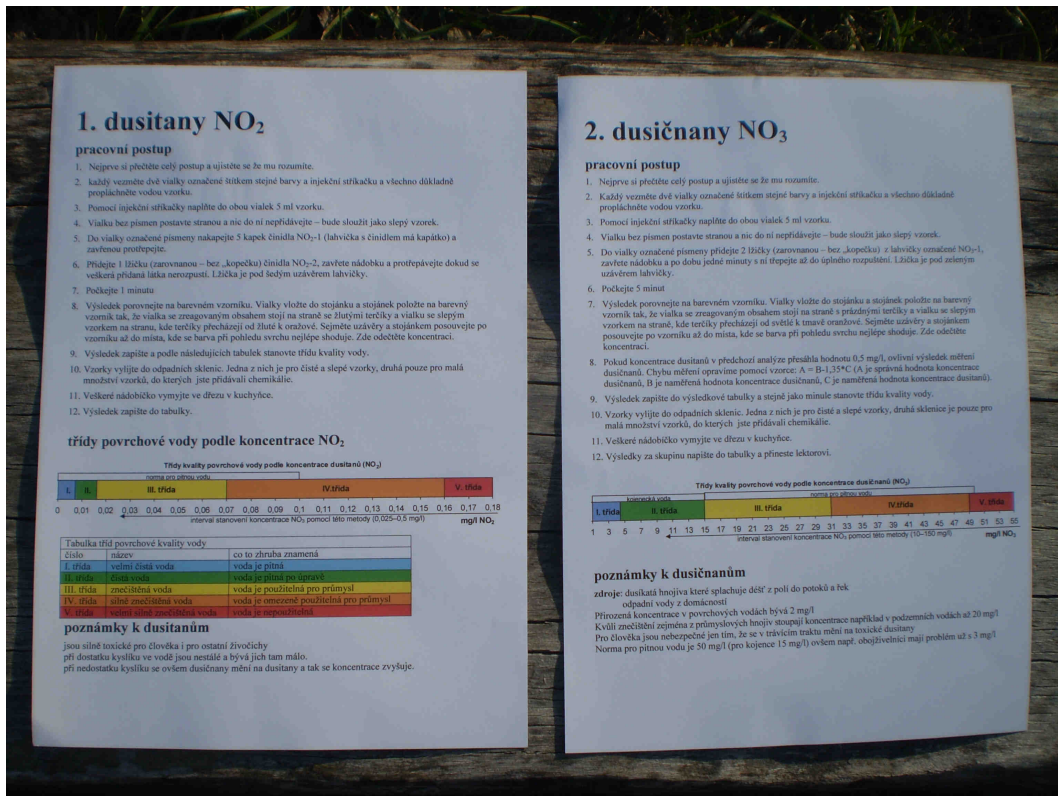 1. dusitany NO2
pracovní postup
1. Nejprve si přečtěte celý postup a ujistěte se že mu rozumíte.
2. každý vezměte dvě vialky označené štítkem stejné barvy a injekční stříkačku a všechno důkladně
propláchněte vodou vzorku.
3. Pomocí injekční stříkačky naplňte do obou vialek 5 ml vzorku.
4. Vialku bez písmen postavte stranou a nic do ní nepřidávejte – bude sloužit jako slepý vzorek.
5. Do vialky označené písmeny nakapejte 5 kapek činidla NO2-1 (lahvička s činidlem má kapátko) a
zavřenou protřepejte.
6. Přidejte 1 lžičku (zarovnanou – bez „kopečku) činidla NO2-2, zavřete nádobku a protřepávejte dokud se
veškerá přidaná látka nerozpustí. Lžička je pod šedým uzávěrem lahvičky.
7. Počkejte 1 minutu
8. Výsledek porovnejte na barevném vzorníku. Vialky vložte do stojánku a stojánek položte na barevný
vzorník tak, že vialka se zreagovaným obsahem stojí na straně se žlutými terčíky a vialku se slepým
vzorkem na stranu, kde terčíky přecházejí od žluté k oranžové. Sejměte uzávěry a stojánkem posouvejte po
vzorníku až do místa, kde se barva při pohledu svrchu nejlépe shoduje. Zde odečtěte koncentraci.
9. Výsledek zapište a podle následujících tabulek stanovte třídu kvality vody.
10. Vzorky vylijte do odpadních sklenic. Jedna z nich je pro čisté a slepé vzorky, druhá pouze pro malá
množství vzorků, do kterých jste přidávali chemikálie.
11. Veškeré nádobíčko vymyjte ve dřezu v kuchyňce.
12. Výsledek zapište do tabulky.
třídy povrchové vody podle koncentrace NO2
Třídy kvality povrchové vody podle koncentrace dusitanů (NO2)
norma pro pitnou vodu
I. II. III. třída IV.třída V. třída
0 0,01 0,02 0,03 0,04 0,05 0,06 0,07 0,08 0,09 0,1 0,11 0,12 0,13 0,14 0,15 0,16 0,17 0,18
interval stanovení koncentrace NO2 pomocí této metody (0,025–0,5 mg/l) mg/l NO2
Tabulka tříd povrchové kvality vody
číslo název co to zhruba znamená
I. třída velmi čistá voda voda je pitná
II. třída čistá voda voda je pitná po úpravě
III. třída znečištěná voda voda je použitelná pro průmysl
IV. třída silně znečištěná voda voda je omezeně použitelná pro průmysl
V. třída velmi silně znečištěná voda voda je nepoužitelná
poznámky k dusitanům
jsou silně toxické pro člověka i pro ostatní živočichy
při dostatku kyslíku ve vodě jsou nestálé a bývá jich tam málo.
při nedostatku kyslíku se ovšem dusičnany mění na dusitany a tak se koncentrace zvyšuje.
2. dusičnany NO3
pracovní postup
1. Nejprve si přečtěte celý postup a ujistěte se že mu rozumíte.
2. Každý vezměte dvě vialky označené štítkem stejné barvy a injekční stříkačku a všechno důkladně
propláchněte vodou vzorku.
3. Pomocí injekční stříkačky naplňte do obou vialek 5 ml vzorku.
4. Vialku bez písmen postavte stranou a nic do ní nepřidávejte – bude sloužit jako slepý vzorek.
5. Do vialky označené písmeny přidejte 2 lžičky (zarovnanou – bez „kopečku) z lahvičky označené NO3-1,
zavřete nádobku a po dobu jedné minuty s ní třepejte až do úplného rozpuštění. Lžička je pod zeleným
uzávěrem lahvičky.
6. Počkejte 5 minut
7. Výsledek porovnejte na barevném vzorníku. Vialky vložte do stojánku a stojánek položte na barevný
vzorník tak, že vialka se zreagovaným obsahem stojí na straně s prázdnými terčíky a vialku se slepým
vzorkem na straně, kde terčíky přecházejí od světlé k tmavě oranžové. Sejměte uzávěry a stojánkem
posouvejte po vzorníku až do místa, kde se barva při pohledu svrchu nejlépe shoduje. Zde odečtěte
koncentraci.
8. Pokud koncentrace dusitanů v předchozí analýze přesáhla hodnotu 0,5 mg/l, ovlivní výsledek měření
dusičnanů. Chybu měření opravíme pomocí vzorce: A = B-1,35*C (A je správná hodnota koncentrace
dusičnanů, B je naměřená hodnota koncentrace dusičnanů, C je naměřená hodnota koncentrace dusitanů).
9. Výsledek zapište do výsledkové tabulky a stejně jako minule stanovte třídu kvality vody.
10. Vzorky vylijte do odpadních sklenic. Jedna z nich je pro čisté a slepé vzorky, druhá sklenice je pouze pro
malá množství vzorků, do kterých jste přidávali chemikálie.
11. Veškeré nádobíčko vymyjte ve dřezu v kuchyňce.
12. Výsledky za skupinu napište do tabulky a přineste lektorovi.
Třídy kvality povrchové vody podle koncentrace dusičnanů (NO3)
kojenecká voda norma pro pitnou vodu
I. třída II. třída III. třída IV.třída V. třída
1 3 5 7 9 11 13 15 17 19 21 23 25 27 29 31 33 35 37 39 41 43 45 47 49 51 53 55
interval stanovení koncentrace NO3 pomocí této metody (10–150 mg/l) mg/l NO3
poznámky k dusičnanům
zdroje: dusíkatá hnojiva které splachuje déšť z polí do potoků a řek
odpadní vody z domácností
Přirozená koncentrace v povrchových vodách bývá 2 mg/l
Kvůli znečištění zejména z průmyslových hnojiv stoupají koncentrace například v podzemních vodách až 20 mg/l
Pro člověka jsou nebezpečné jen tím, že se v trávicím traktu mění na toxické dusitany
Norma pro pitnou vodu je 50 mg/l (pro kojence 15 mg/l) ovšem např. obojživelníci mají problém už s 3 mg/l